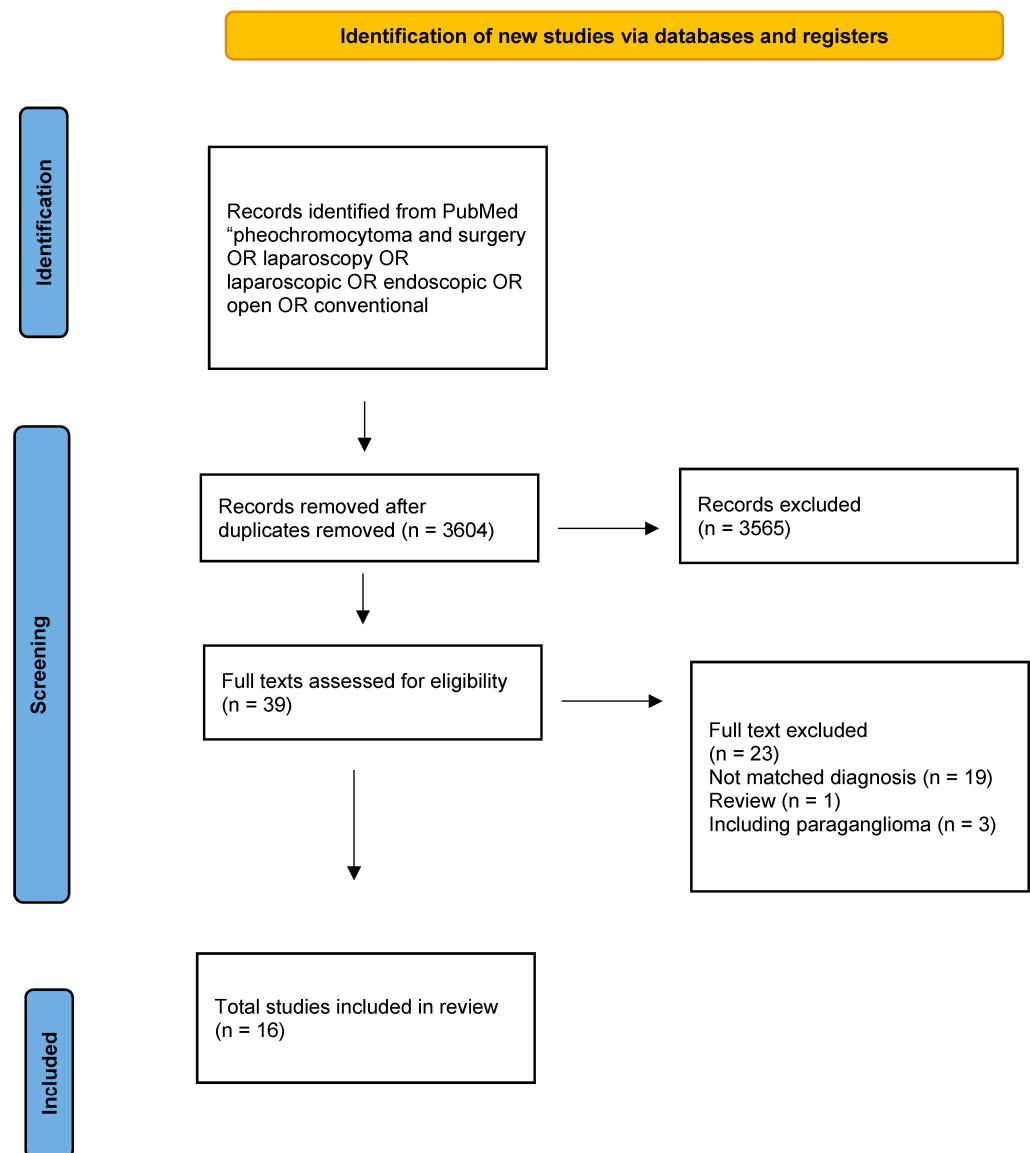 Identification of new studies via databases and registers
Identification
Records identified from PubMed
“pheochromocytoma and surgery
OR laparoscopy OR
laparoscopic OR endoscopic OR
open OR conventional
Screening
Records removed after
duplicates removed (n = 3604)
Records excluded
(n = 3565)
Full texts assessed for eligibility
(n = 39)
Full text excluded
(n = 23)
Not matched diagnosis (n = 19)
Review (n = 1)
Including paraganglioma (n = 3)
Included
Total studies included in review
(n = 16)